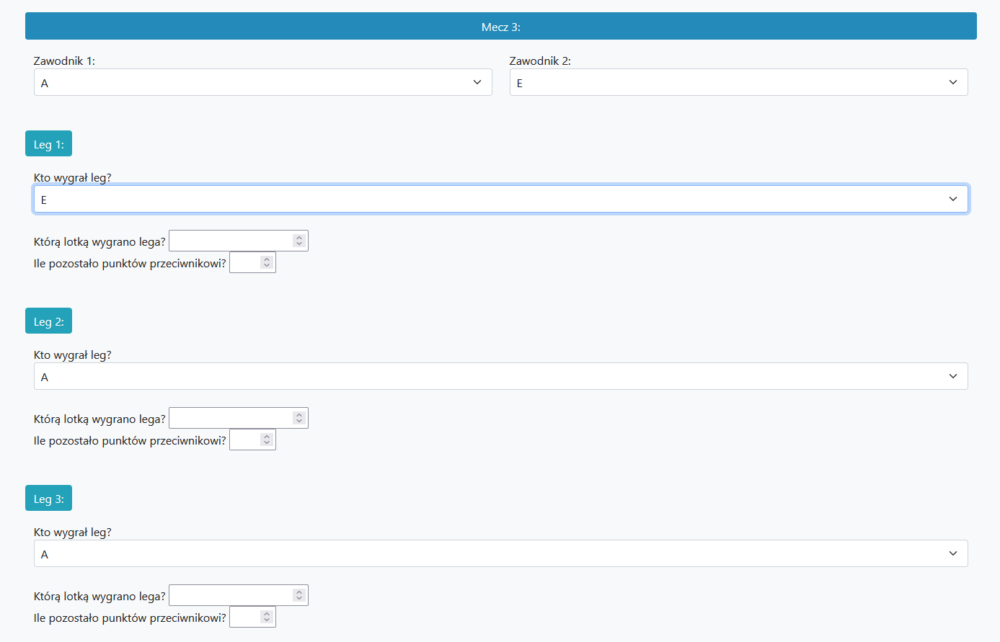 Mecz 3:
Zawodnik 1: Zawodnik 2:
A E
Leg 1:
Kto wygrał leg?
E
Którą lotką wygrano lega?
Ile pozostało punktów przeciwnikowi?
Leg 2:
Kto wygrał leg?
A
Którą lotką wygrano lega?
Ile pozostało punktów przeciwnikowi?
Leg 3:
Kto wygrał leg?
A
Którą lotką wygrano lega?
Ile pozostało punktów przeciwnikowi?